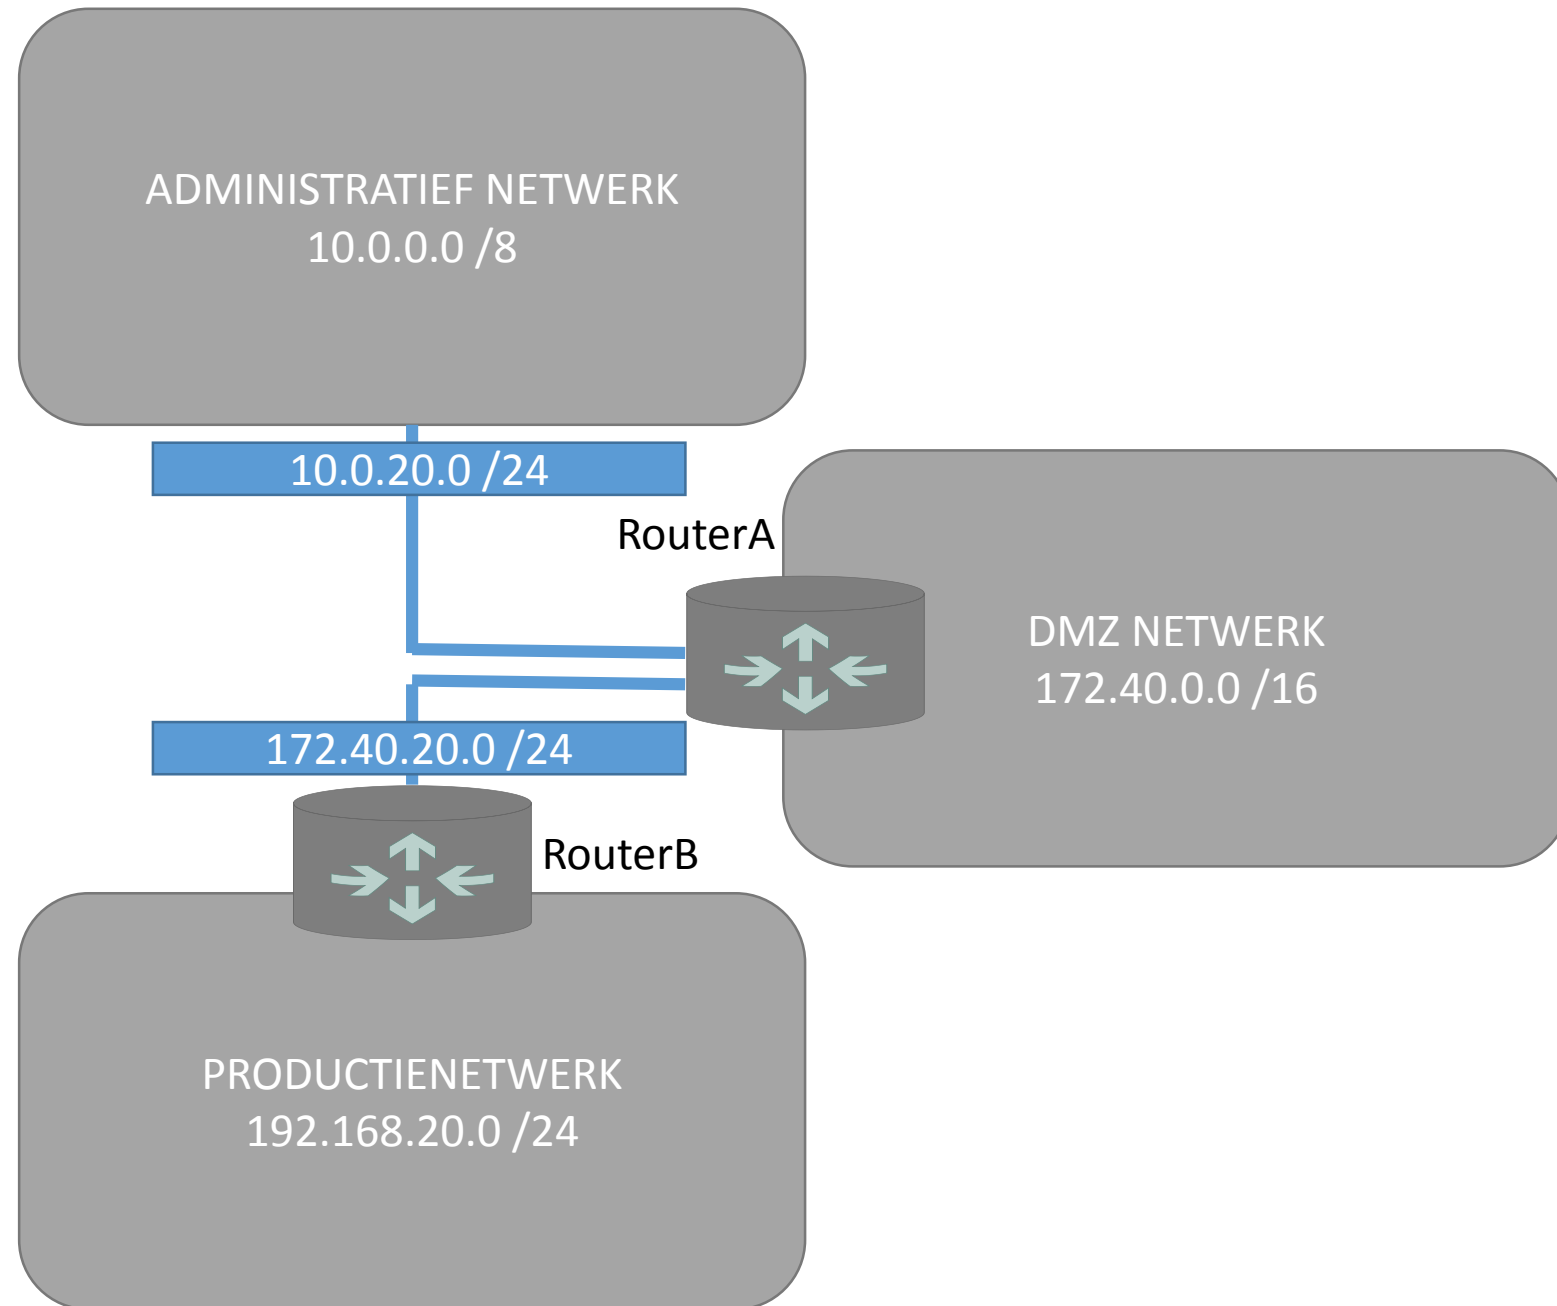 ADMINISTRATIEF NETWERK
10.0.0.0 /8
10.0.20.0 /24
RouterA
DMZ NETWERK
172.40.0.0 /16
172.40.20.0 /24
RouterB
PRODUCTIENETWERK
192.168.20.0 /24